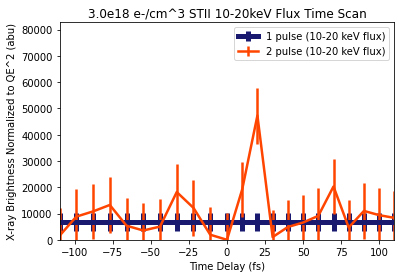 3.0e18 e-/cm^3 STII 10-20keV Flux Time Scan
X-ray Brightness Normalized to QE^2 (abu)
80000
70000
60000
50000
40000
30000
20000
10000
0
1 pulse (10-20 keV flux)
2 pulse (10-20 keV flux)
−100 −75 −50 −25 0 25 50 75 100
Time Delay (fs)